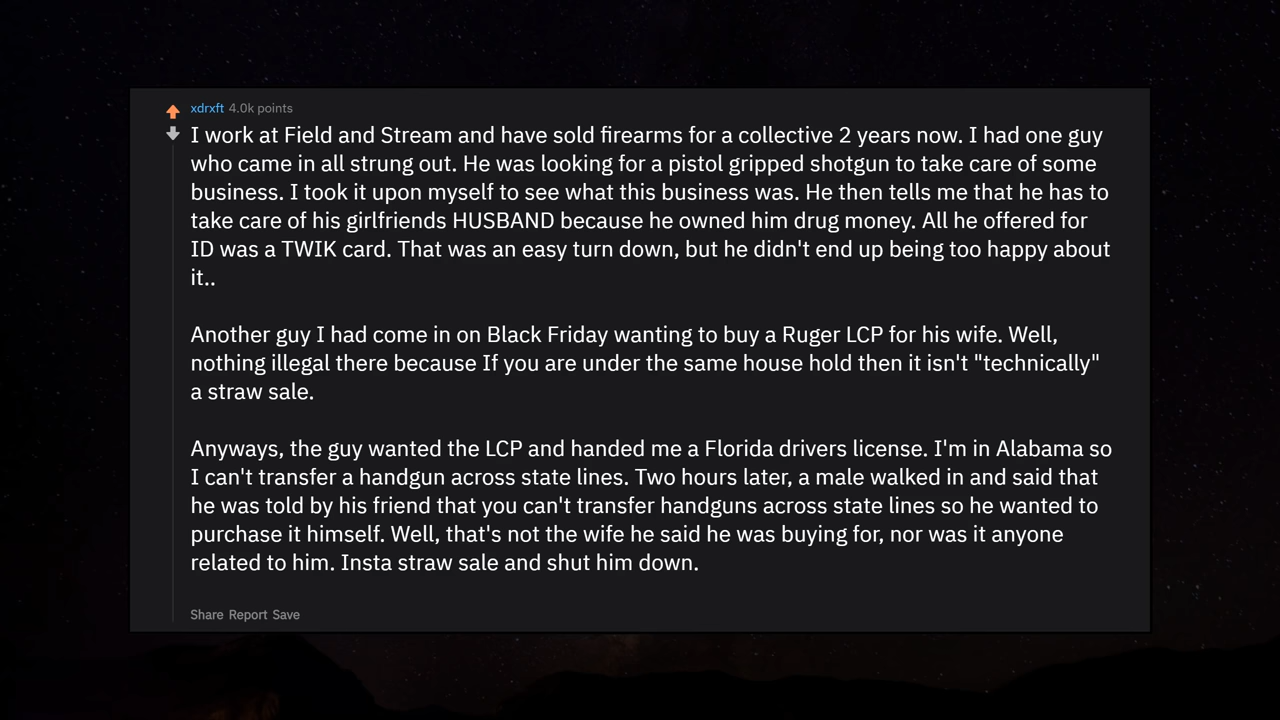 xdrxft 4.0k points
I work at Field and Stream and have sold firearms for a collective 2 years now. I had one guy
who came in all strung out. He was looking for a pistol gripped shotgun to take care of some
business. I took it upon myself to see what this business was. He then tells me that he has to
take care of his girlfriends HUSBAND because he owned him drug money. All he offered for
ID was a TWIK card. That was an easy turn down, but he didn't end up being too happy about
it..
Another guy I had come in on Black Friday wanting to buy a Ruger LCP for his wife. Well,
nothing illegal there because If you are under the same house hold then it isn't "technically"
a straw sale.
Anyways, the guy wanted the LCP and handed me a Florida drivers license. I'm in Alabama so
I can't transfer a handgun across state lines. Two hours later, a male walked in and said that
he was told by his friend that you can't transfer handguns across state lines so he wanted to
purchase it himself. Well, that's not the wife he said he was buying for, nor was it anyone
related to him. Insta straw sale and shut him down.
Share Report Save